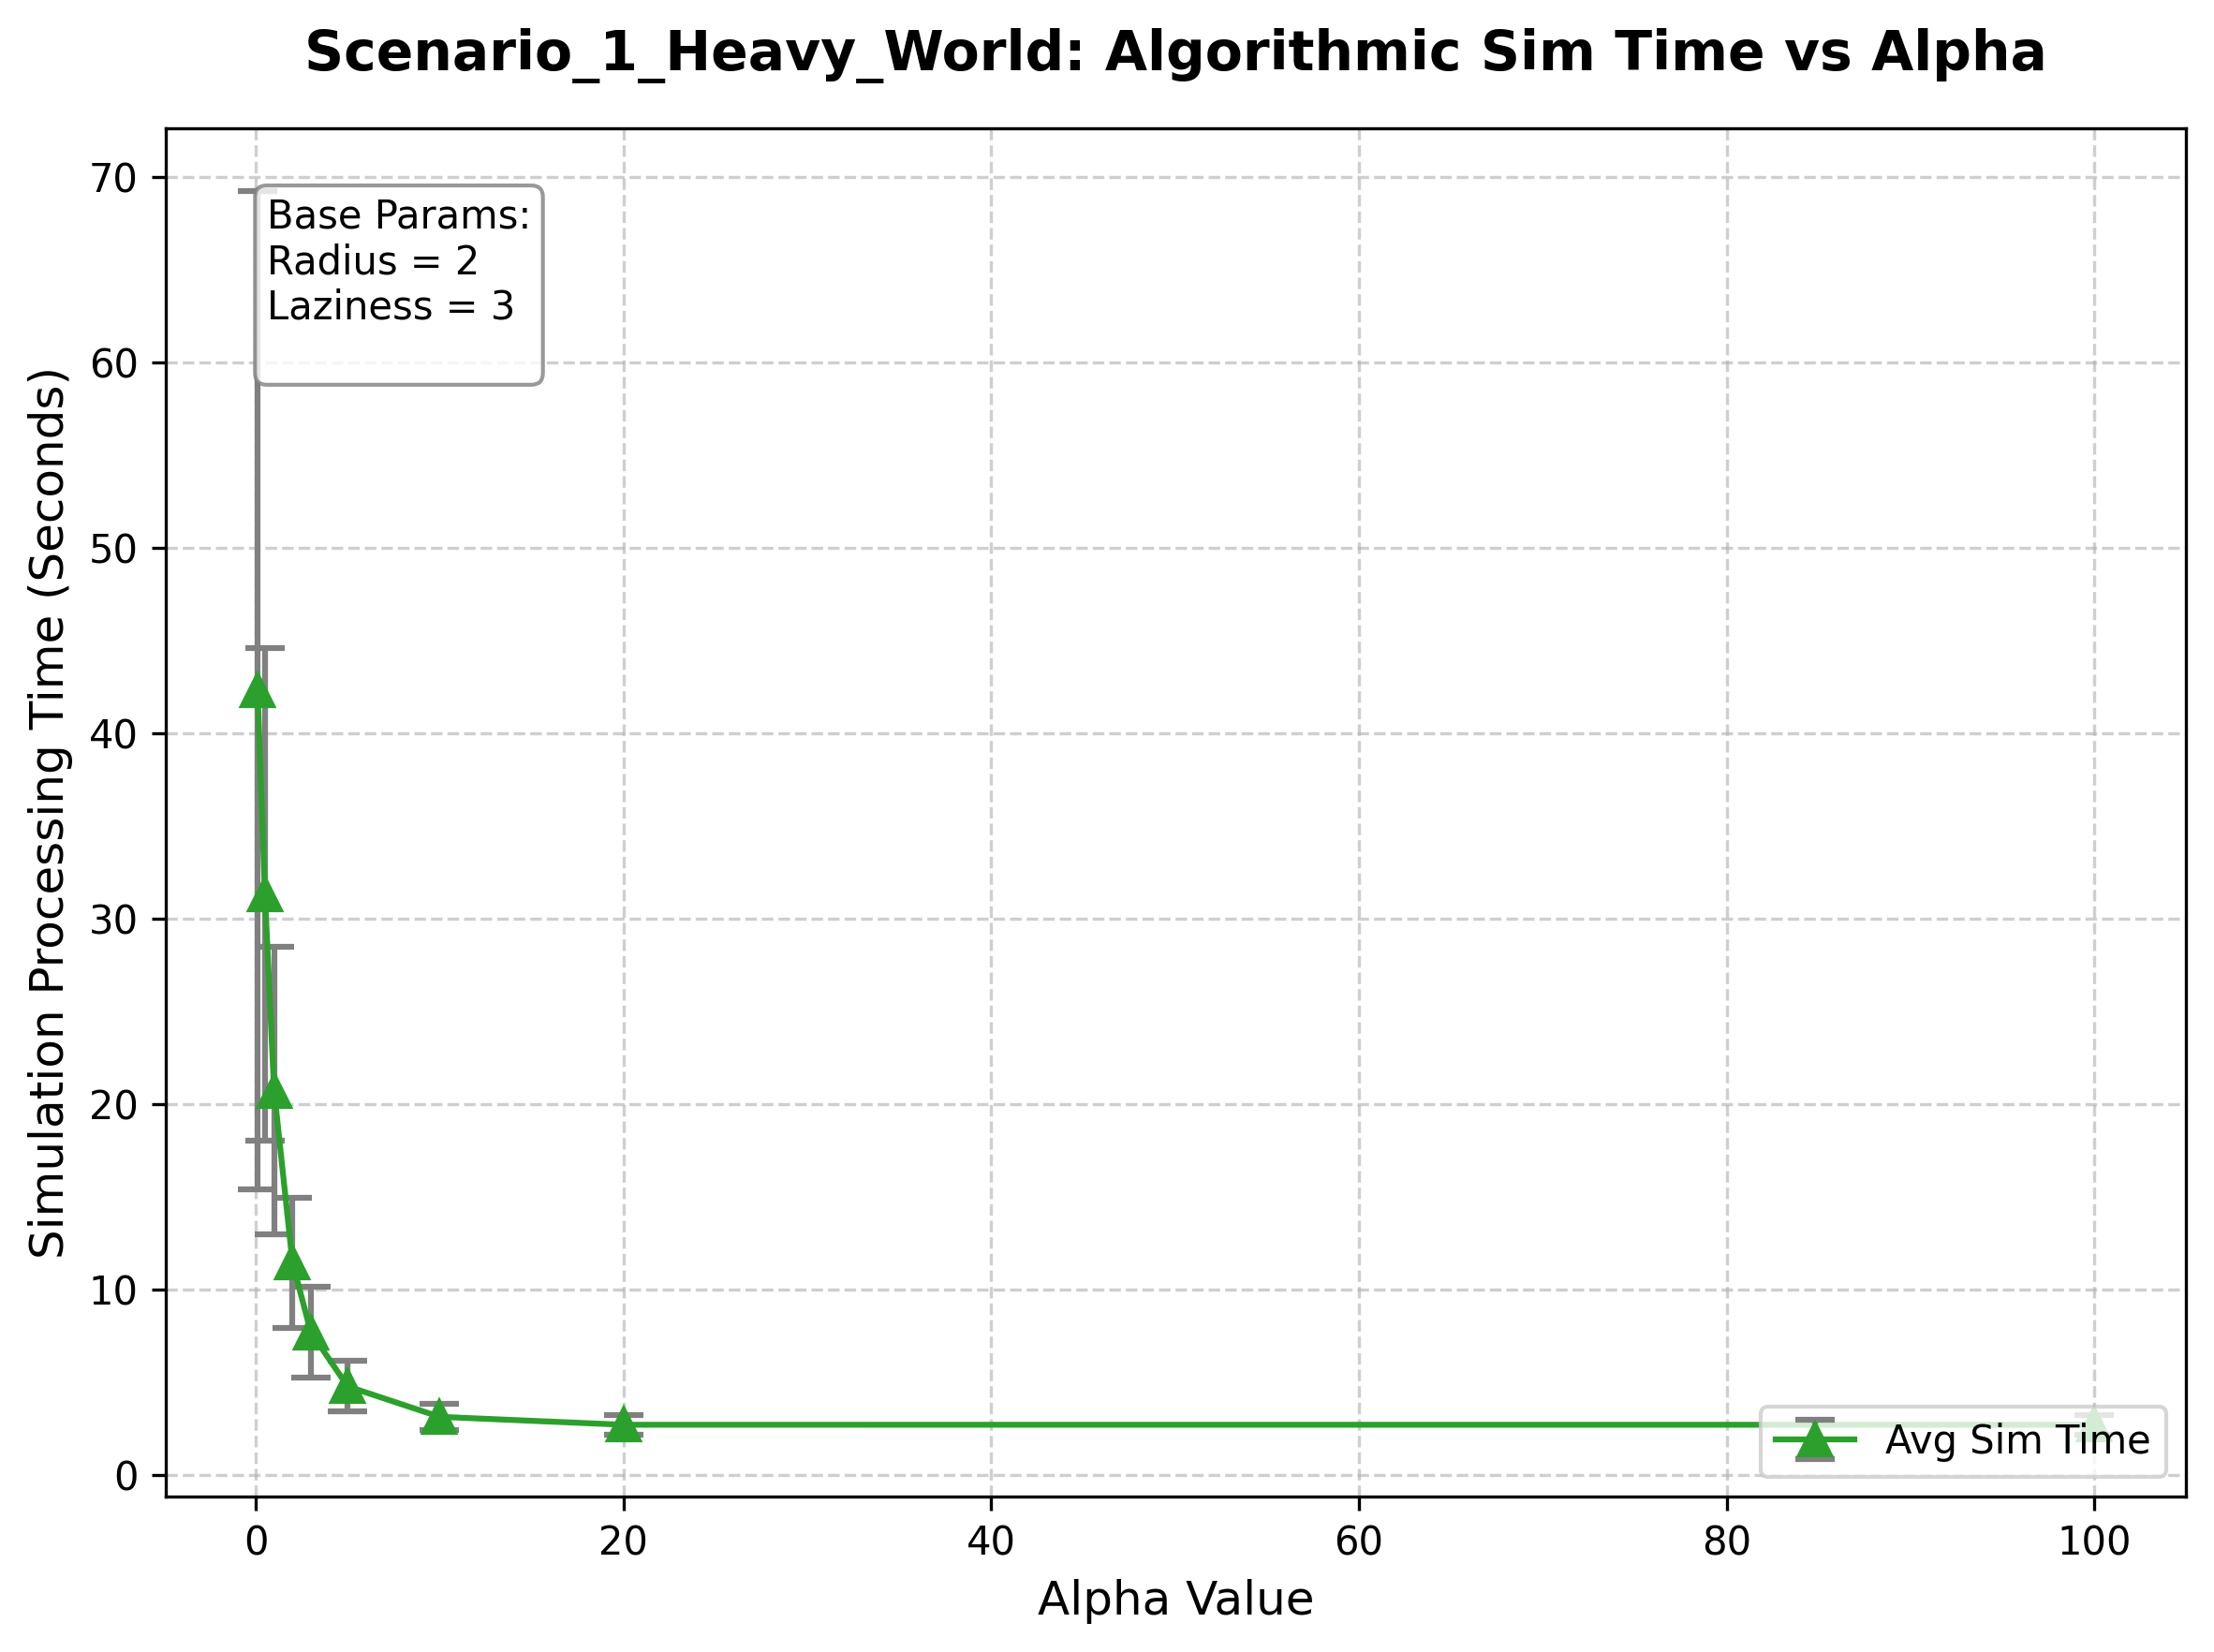 Scenario_1_Heavy_World: Algorithmic Sim Time vs Alpha
Simulation Processing Time (Seconds)
70
60
50
40
30
20
10
0
Base Params:
Radius = 2
Laziness = 3
Avg Sim Time
0 20 40 60 80 100
Alpha Value